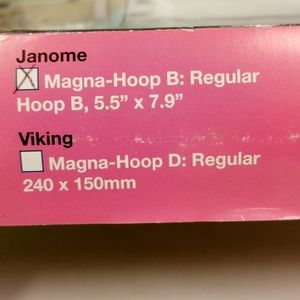 Janome
Magna-Hoop B: Regular
Hoop B, 5.5” x 7.9”
Viking
Magna-Hoop D: Regular
240 x 150mm